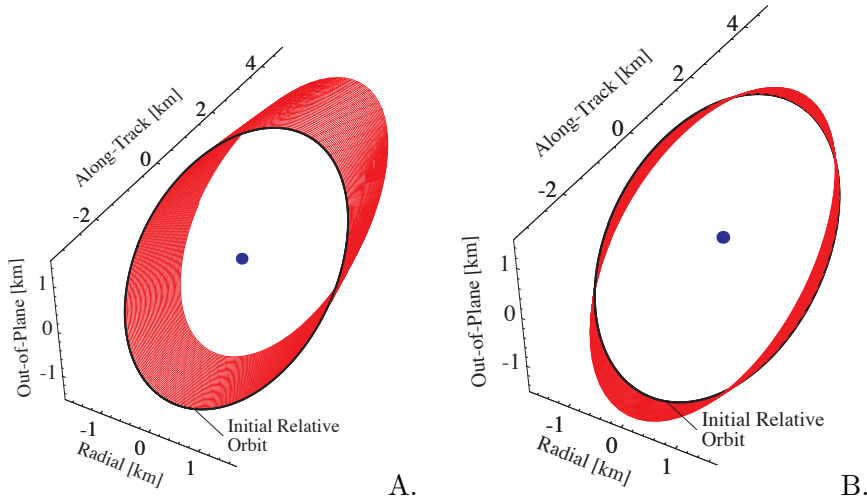 4
2
0
-2
Along-Track [km]
1
0
-1
Out-of-Plane [km]
-1
0
1
Radial [km]
Initial Relative
Orbit
A.
4
2
0
-2
Along-Track [km]
1
0
-1
Out-of-Plane [km]
-1
0
1
Radial [km]
Initial Relative
Orbit
B.